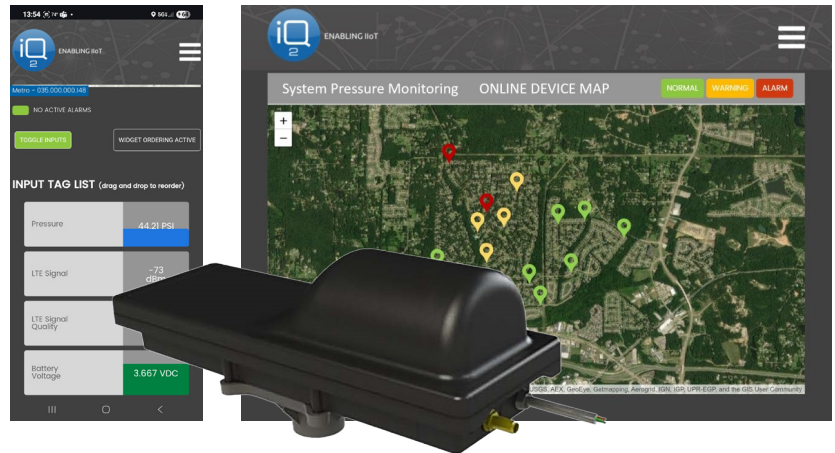 13:54
iQ
2
ENABLING IIoT
Metro - 035.000.000.148
NO ACTIVE ALARMS
TOGGLE INPUTS
WIDGET ORDERING ACTIVE
INPUT TAG LIST (drag and drop to reorder)
Pressure
44.21 PSI
LTE Signal
-73
dBm
LTE Signal
Quality
Battery
Voltage
3.667 VDC
iQ
2
ENABLING IIoT
System Pressure Monitoring ONLINE DEVICE MAP
NORMAL
WARNING
ALARM
+
−
USGS, AEX, GeoEye, Getmapping, Aerogrid, IGN, IGP, UPR-EGP, and the GIS User Community